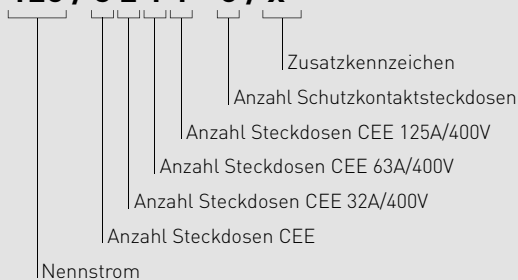 Zusatzkennzeichen
Anzahl Schutzkontaktsteckdosen
Anzahl Steckdosen CEE 125A/400V
Anzahl Steckdosen CEE 63A/400V
Anzahl Steckdosen CEE 32A/400V
Anzahl Steckdosen CEE
Nennstrom